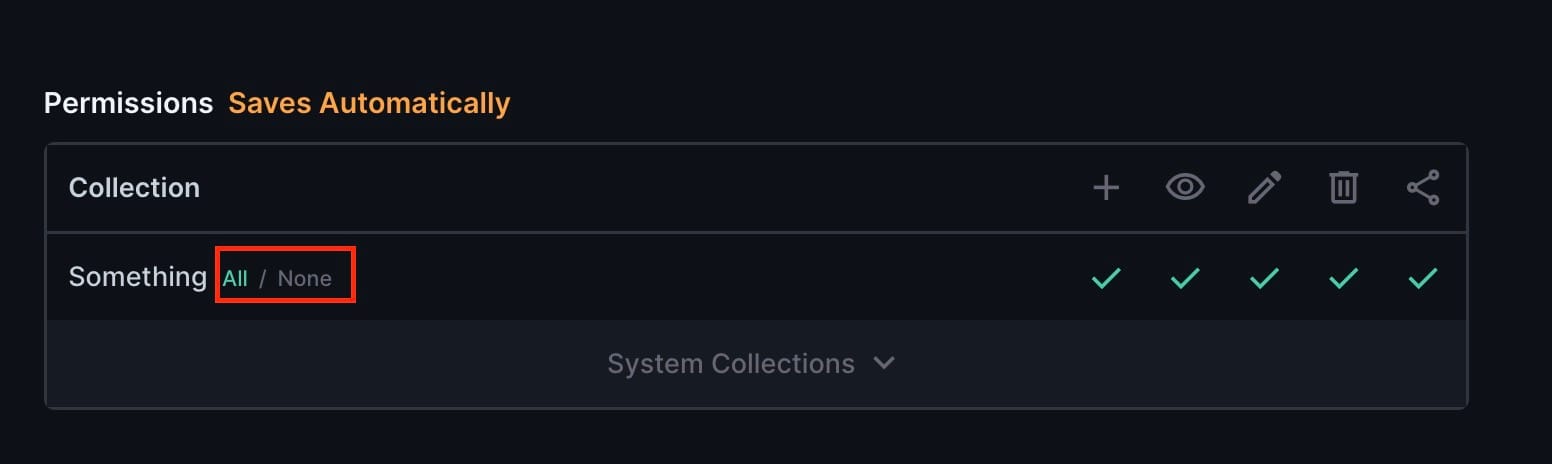 Permissions Saves Automatically
Collection
Something All / None
System Collections